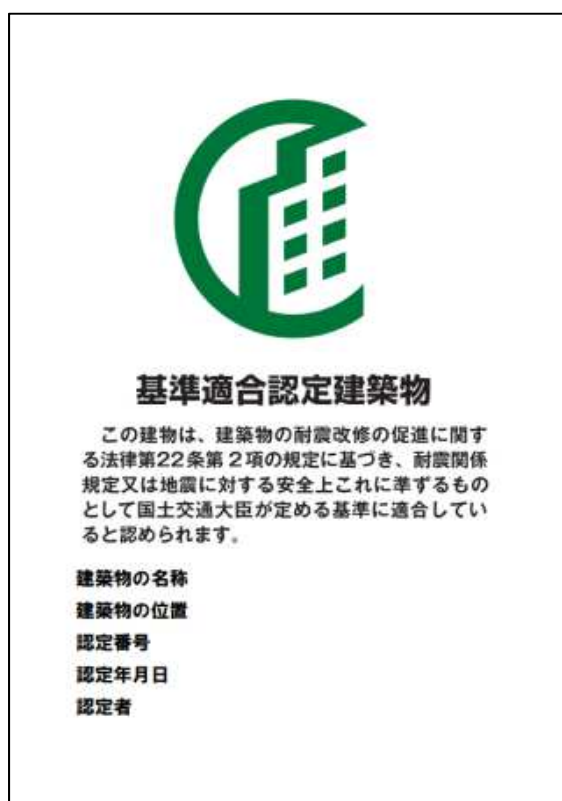 基準適合認定建築物
この建物は、建築物の耐震改修の促進に関す
る法律第22条第2項の規定に基づき、耐震関係
規定又は地震に対する安全上これに準ずるもの
として国土交通大臣が定める基準に適合してい
ると認められます。
建築物の名称
建築物の位置
認定番号
認定年月日
認定者